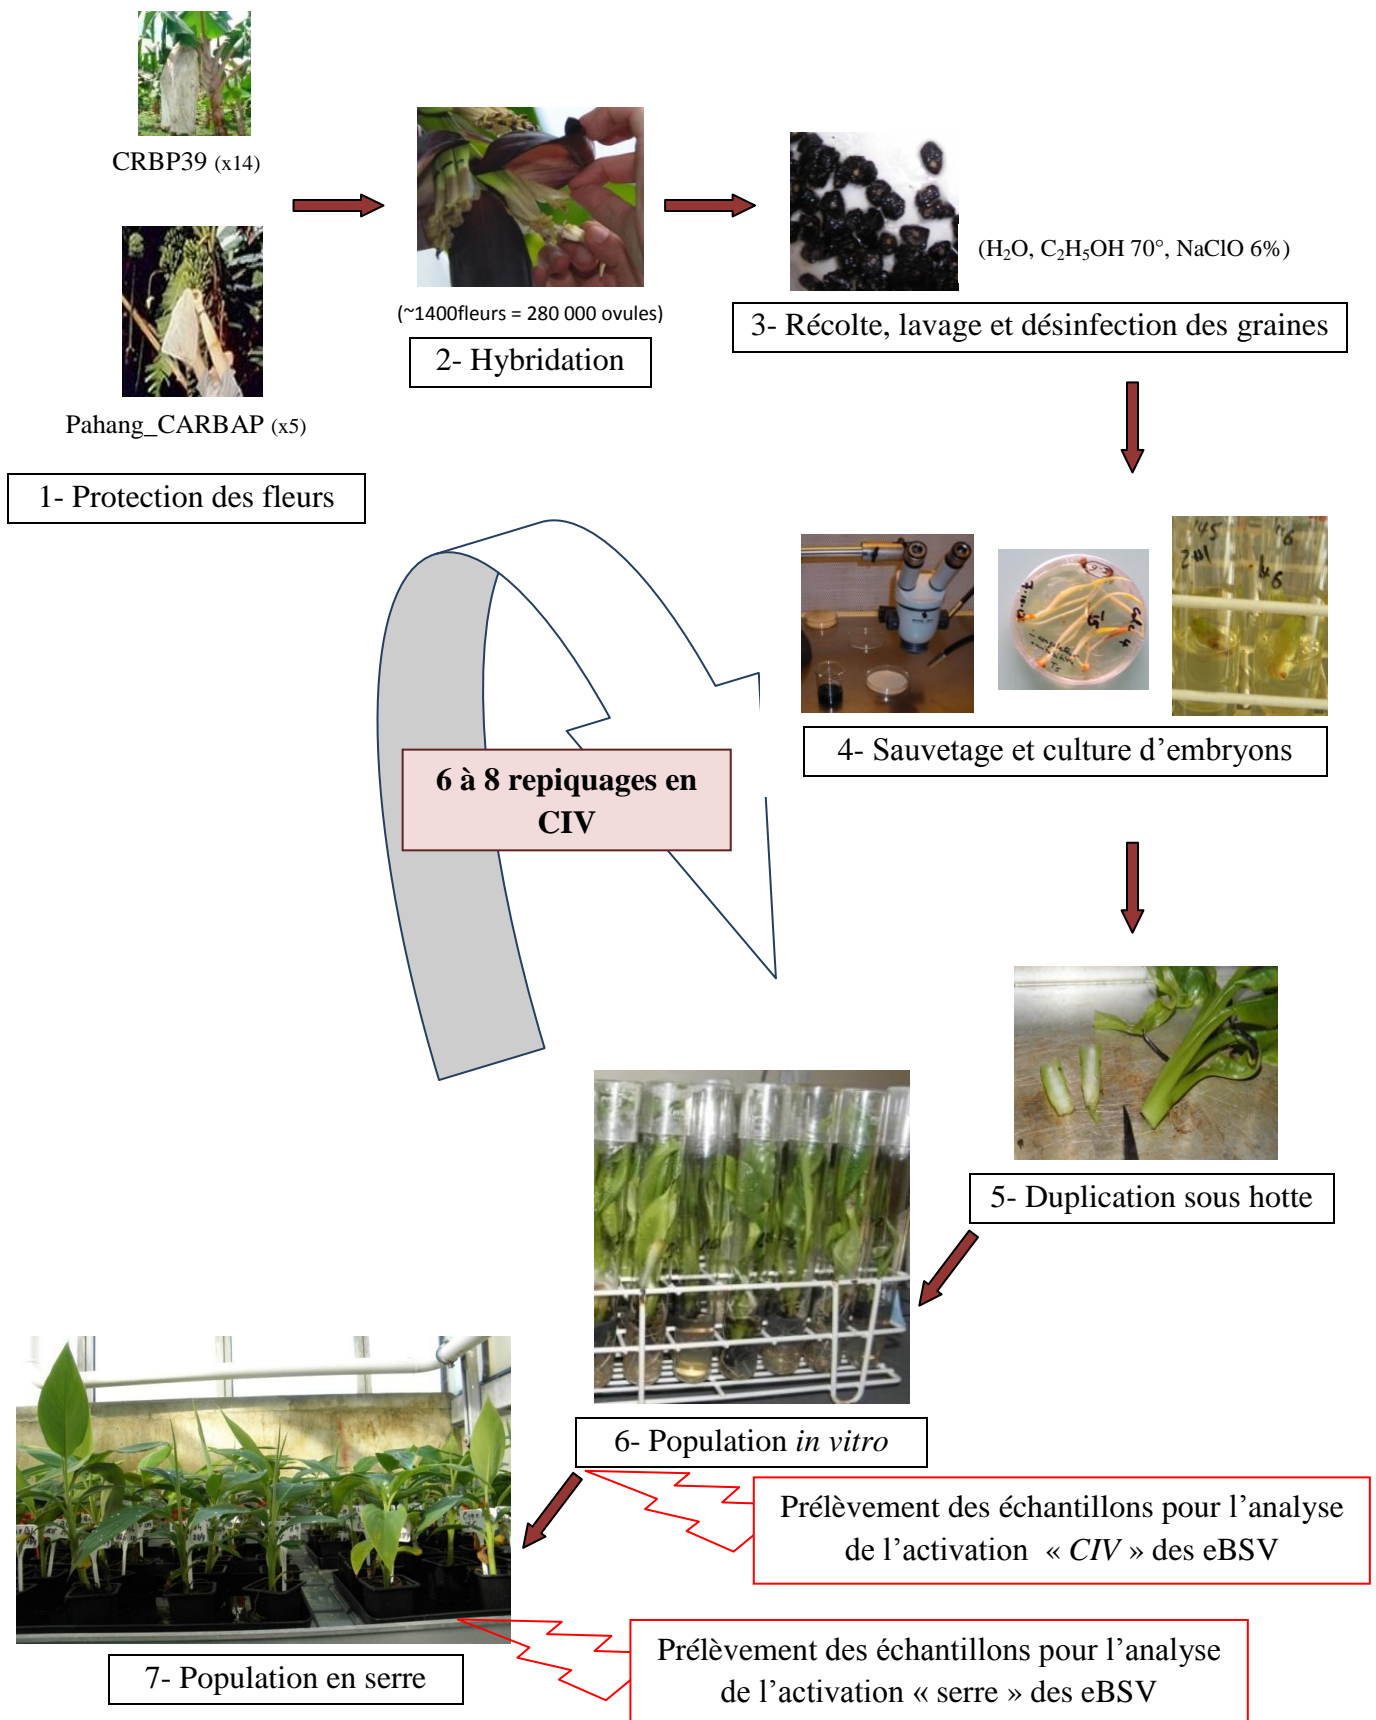 CRBP39 (x14)
Pahang_CARBAP (x5)
1- Protection des fleurs
(~1400fleurs = 280 000 ovules)
2- Hybridation
(H₂O, C₂H₅OH 70°, NaClO 6%)
3- Récolte, lavage et désinfection des graines
4- Sauvetage et culture d’embryons
6 à 8 repiquages en
CIV
5- Duplication sous hotte
6- Population in vitro
Prélèvement des échantillons pour l’analyse
de l’activation « CIV » des eBSV
7- Population en serre
Prélèvement des échantillons pour l’analyse
de l’activation « serre » des eBSV